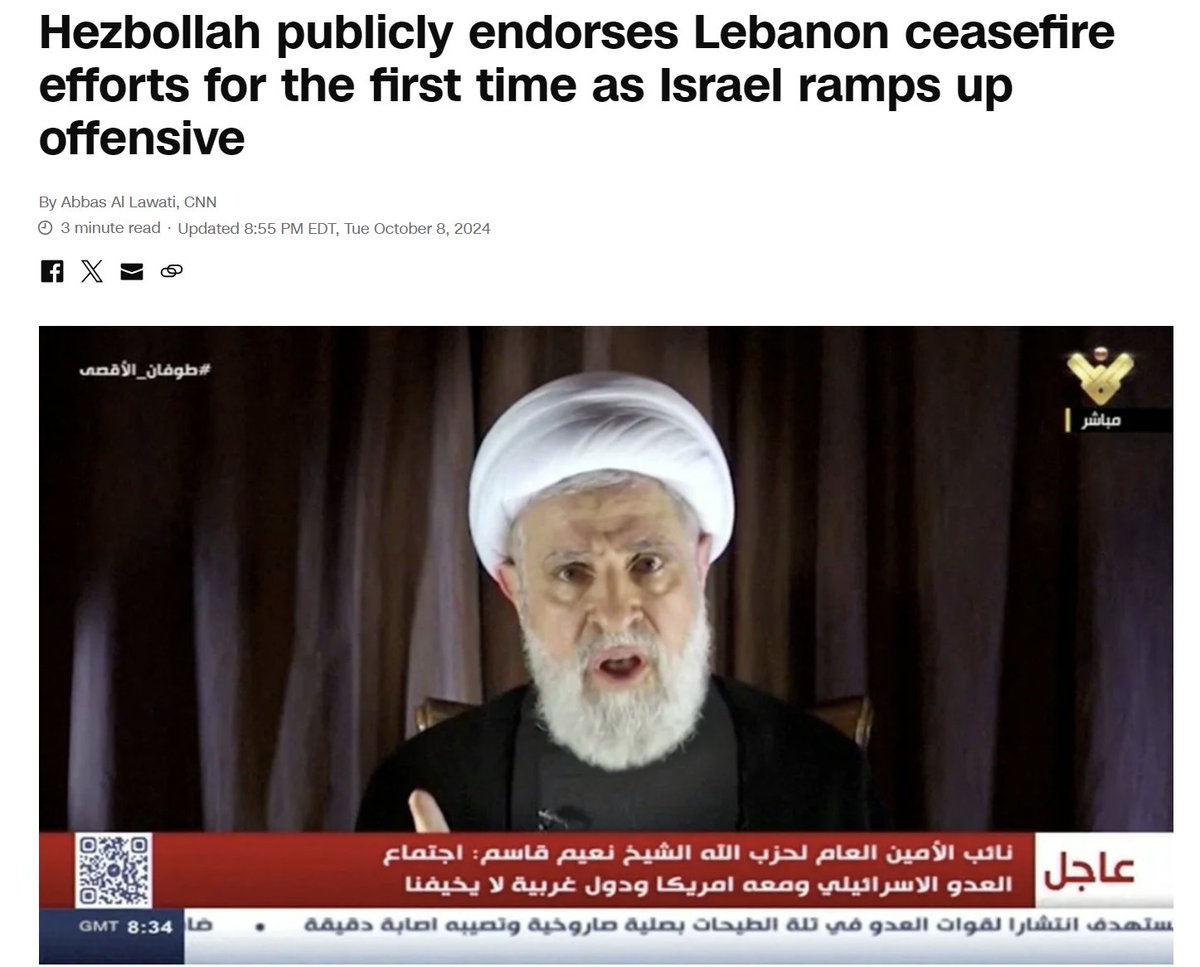 Hezbollah publicly endorses Lebanon ceasefire
efforts for the first time as Israel ramps up
offensive
By Abbas Al Lawati, CNN
3 minute read · Updated 8:55 PM EDT, Tue October 8, 2024
#طوفان_الأقصى
مباشر
عاجل
نائب الأمين العام لحزب الله الشيخ نعيم قاسم: اجتماع
العدو الاسرائيلي ومعه امريكا ودول غربية لا يخيفنا
ستهدف انتشارا لقوات العدو في تلة الطيحات بصلية صاروخية وتصيبه اصابة دقيقة • ضا
GMT 8:34